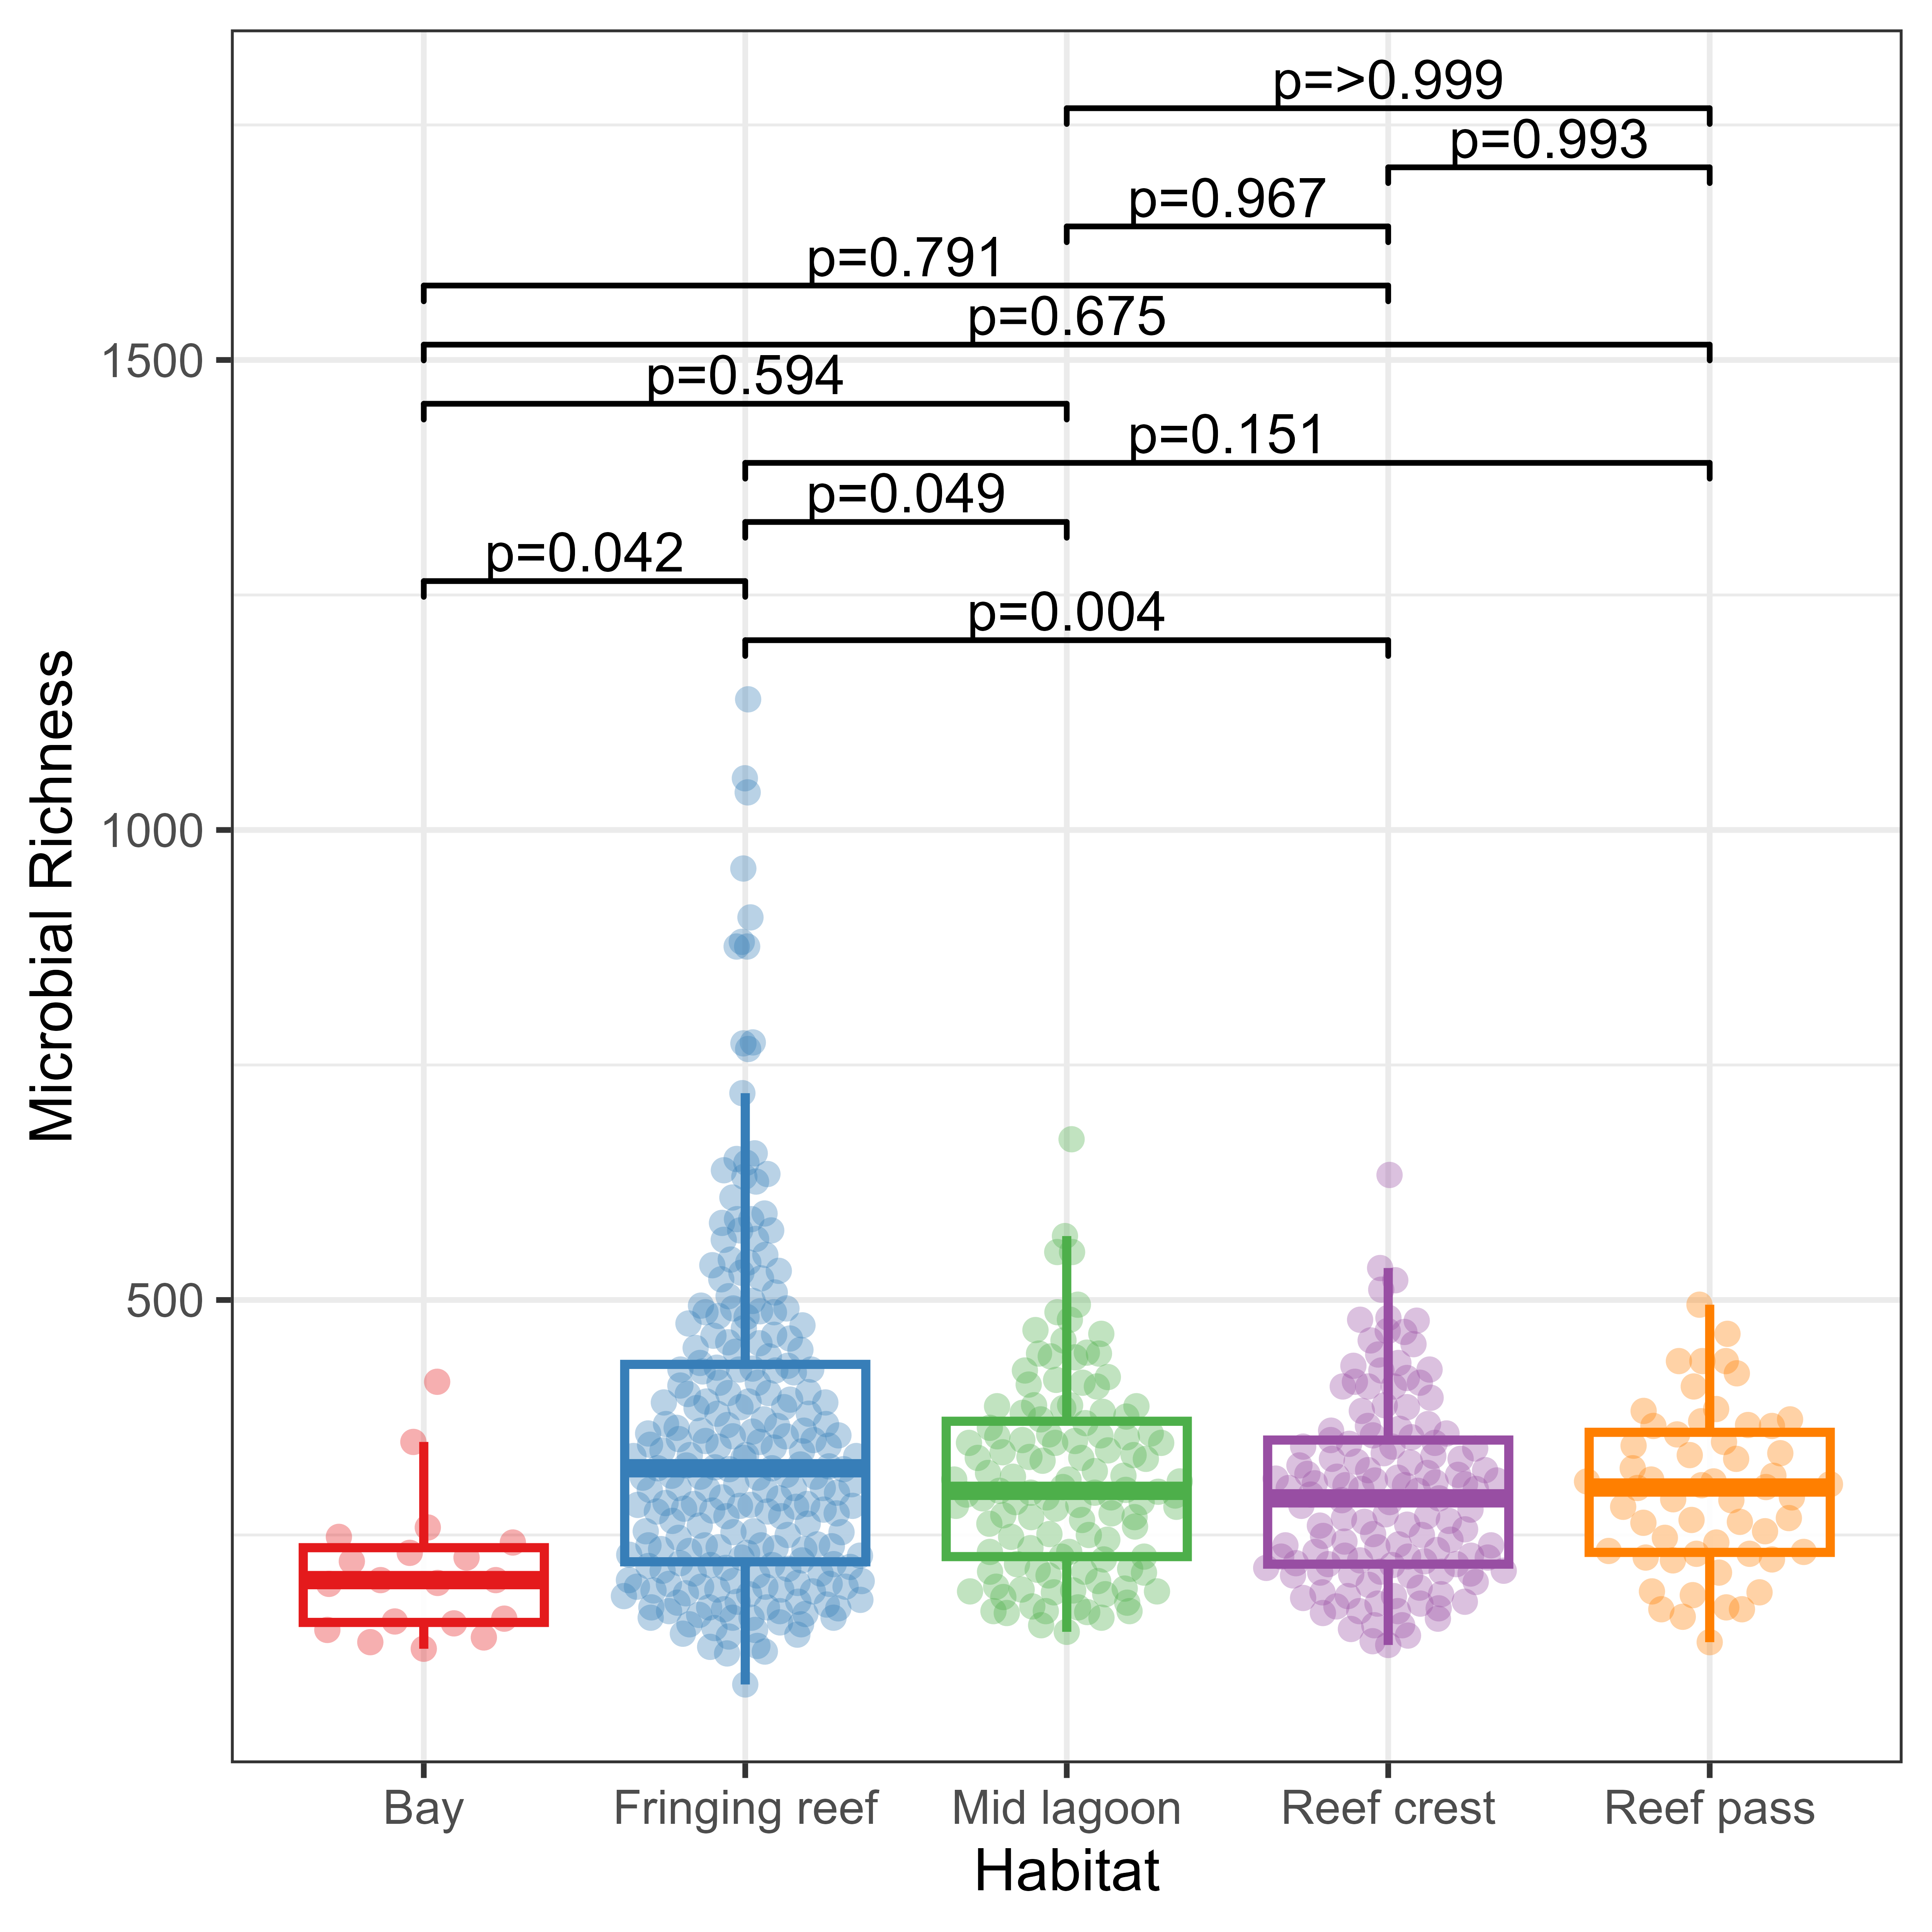 p=>0.999
p=0.993
p=0.967
p=0.791
p=0.675
p=0.594
p=0.151
p=0.049
p=0.042
p=0.004
1500
1000
500
Microbial Richness
Bay
Fringing reef
Mid lagoon
Reef crest
Reef pass
Habitat